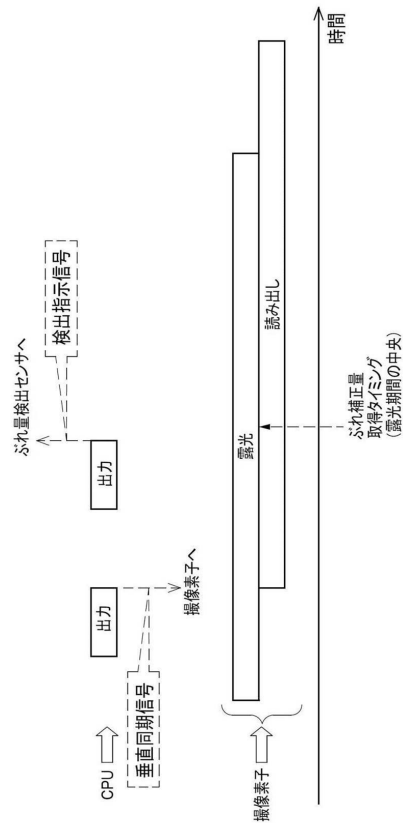 ぶれ量検出センサへ
検出指示信号
CPU
出力
出力
垂直同期信号
撮像素子へ
撮像素子
露光
読み出し
ぶれ補正量
取得タイミング
(露光期間の中央)
時間